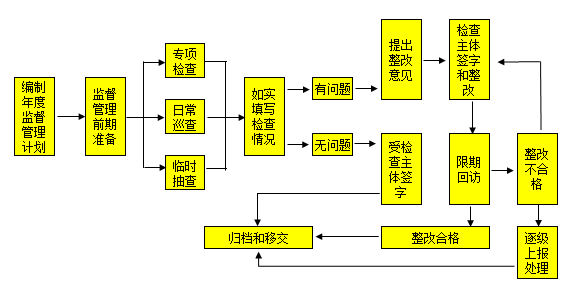 编制
年度
监督
管理
计划
监督
管理
前期
准备
专项
检查
日常
巡查
临时
抽查
如实
填写
检查
情况
有问题
无问题
提出
整改
意见
受检
查主
体签
字
检查
主体
签字
和整
改
限期
回访
整改
不合
格
归档和移交
整改合格
逐级
上报
处理